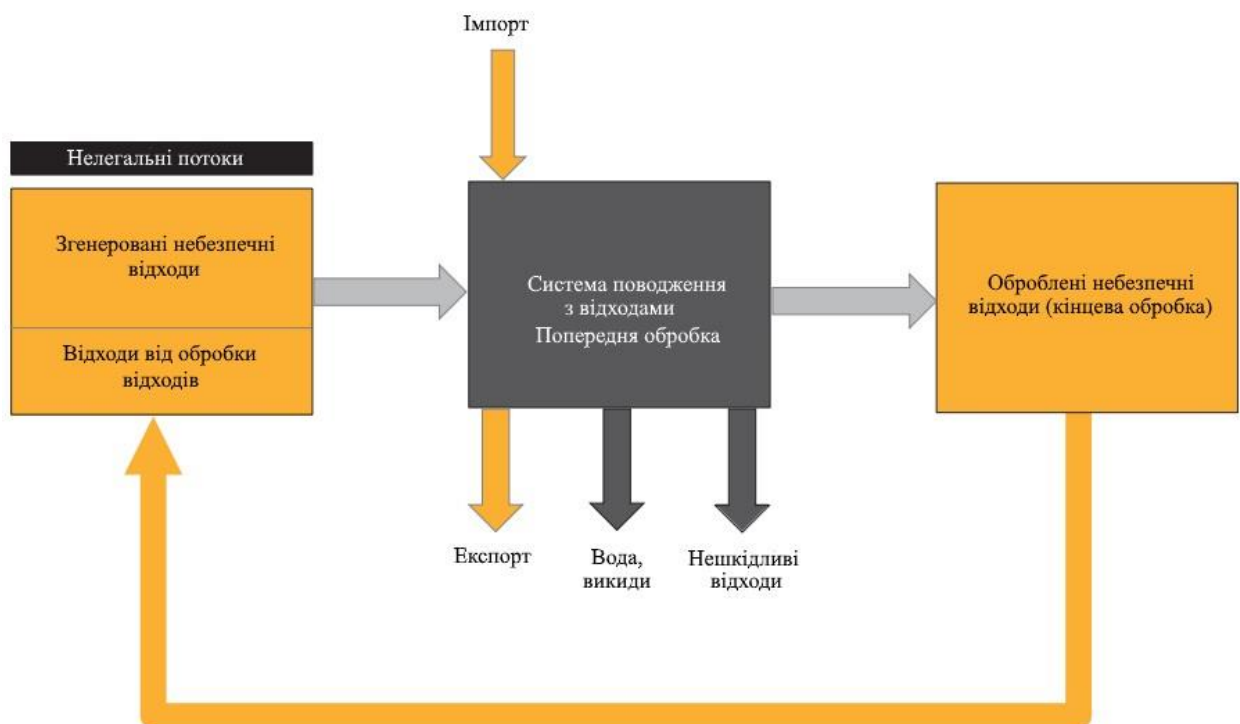 Імпорт
Нелегальні потоки
Згенеровані небезпечні
відходи
Відходи від обробки
відходів
Система поводження
з відходами
Попередня обробка
Оброблені небезпечні
відходи (кінцева обробка)
Експорт
Вода,
викиди
Нешкідливі
відходи